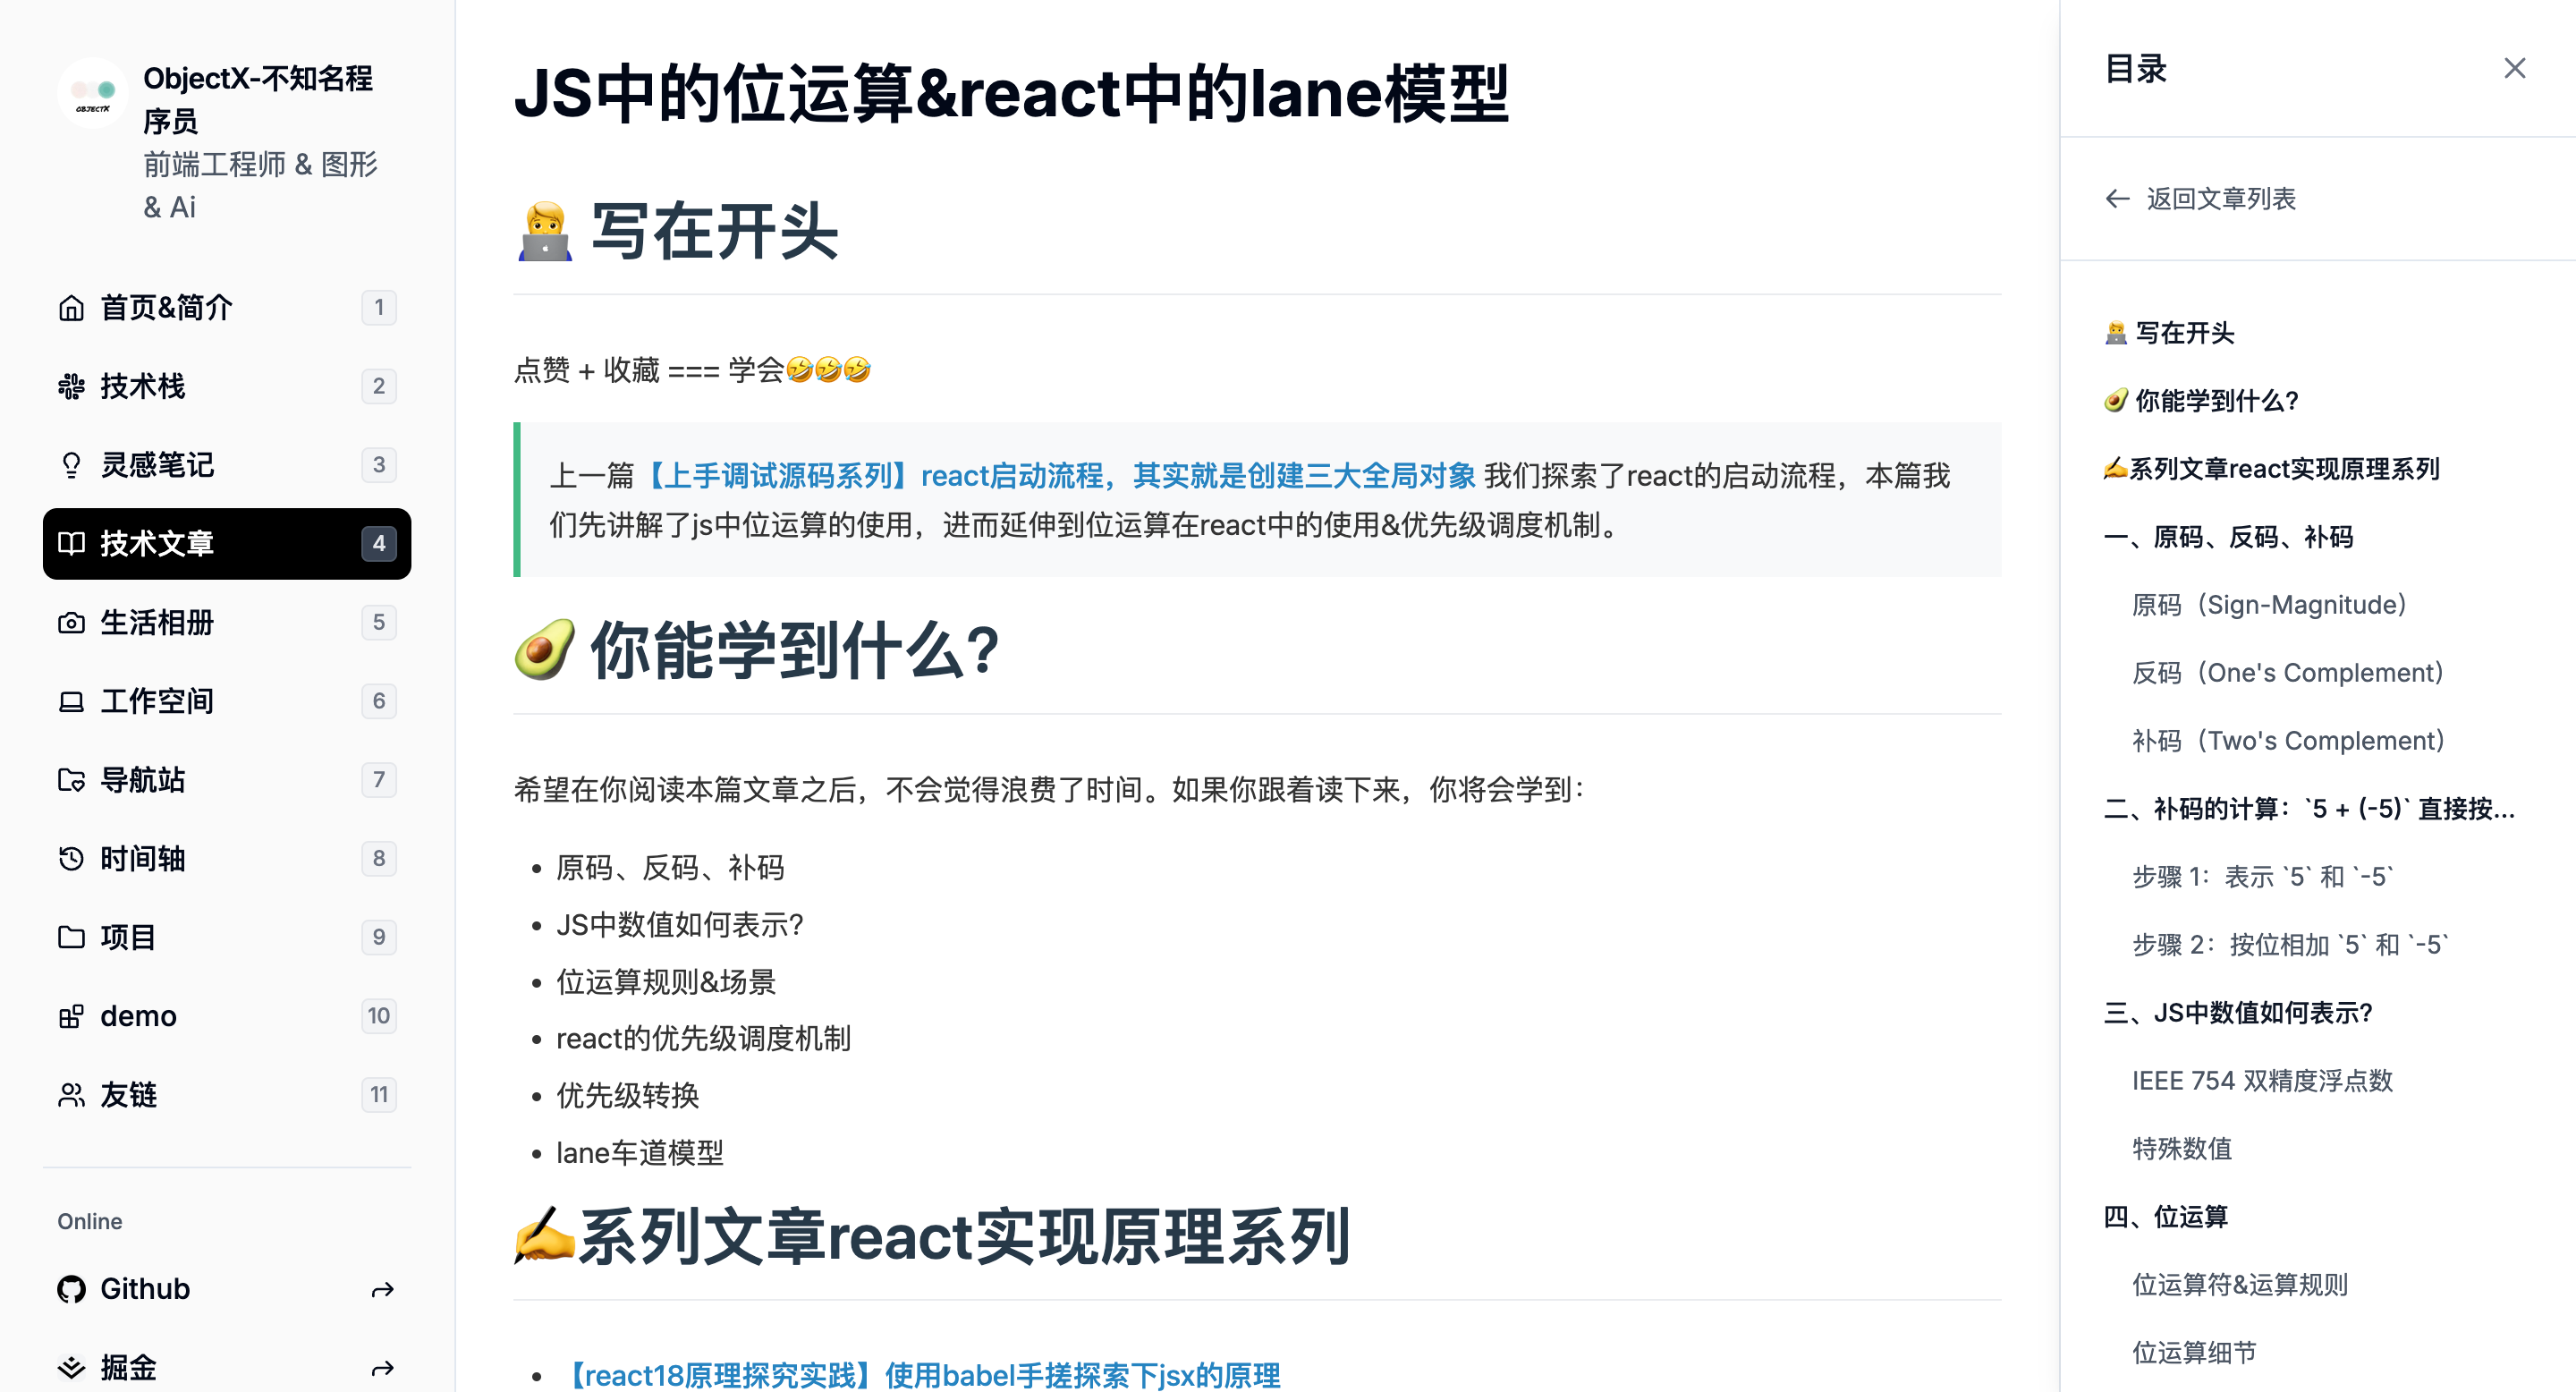 OBJECTX
ObjectX-不知名程
序员
前端工程师 & 图形
& Ai
首页&简介 1
技术栈 2
灵感笔记 3
技术文章 4
生活相册 5
工作空间 6
导航站 7
时间轴 8
项目 9
demo 10
友链 11
Online
Github
掘金
JS中的位运算&react中的lane模型
👨‍💻 写在开头
点赞 + 收藏 === 学会🤣🤣🤣
上一篇【上手调试源码系列】react启动流程，其实就是创建三大全局对象 我们探索了react的启动流程，本篇我
们先讲解了js中位运算的使用，进而延伸到位运算在react中的使用&优先级调度机制。
🥑 你能学到什么?
希望在你阅读本篇文章之后，不会觉得浪费了时间。如果你跟着读下来，你将会学到：
• 原码、反码、补码
• JS中数值如何表示?
• 位运算规则&场景
• react的优先级调度机制
• 优先级转换
• lane车道模型
✍️系列文章react实现原理系列
• 【react18原理探究实践】使用babel手搓探索下jsx的原理
目录
← 返回文章列表
👨‍💻 写在开头
🥑 你能学到什么?
✍️系列文章react实现原理系列
一、原码、反码、补码
原码（Sign-Magnitude）
反码（One's Complement）
补码（Two's Complement）
二、补码的计算：`5 + (-5)` 直接按...
步骤 1：表示 `5` 和 `-5`
步骤 2：按位相加 `5` 和 `-5`
三、JS中数值如何表示?
IEEE 754 双精度浮点数
特殊数值
四、位运算
位运算符&运算规则
位运算细节